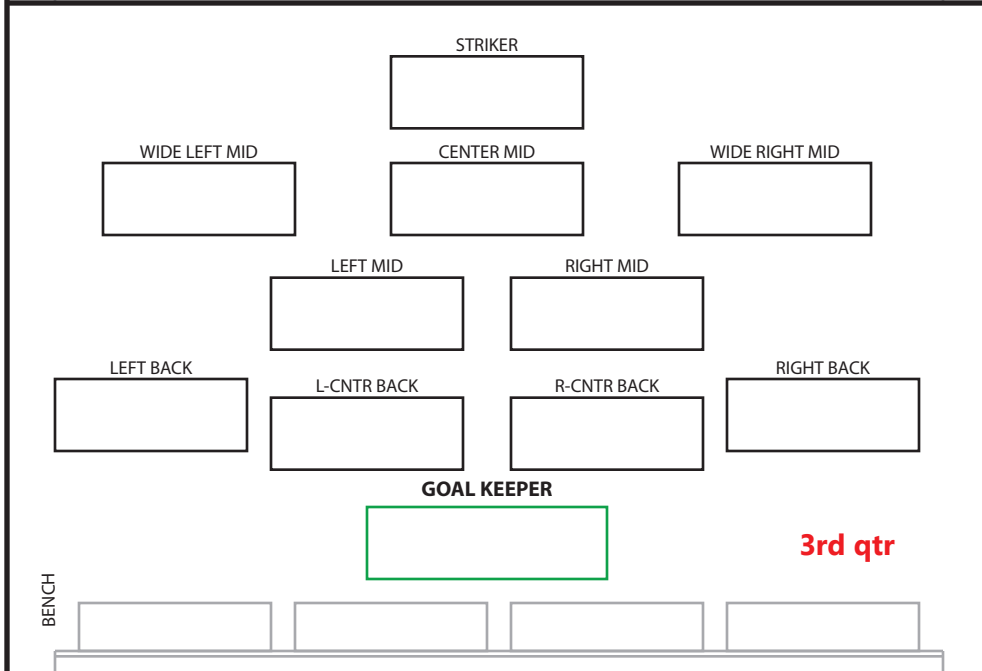 STRIKER
WIDE LEFT MID
CENTER MID
WIDE RIGHT MID
LEFT MID
RIGHT MID
LEFT BACK
L-CNTR BACK
R-CNTR BACK
RIGHT BACK
GOAL KEEPER
3rd qtr
BENCH